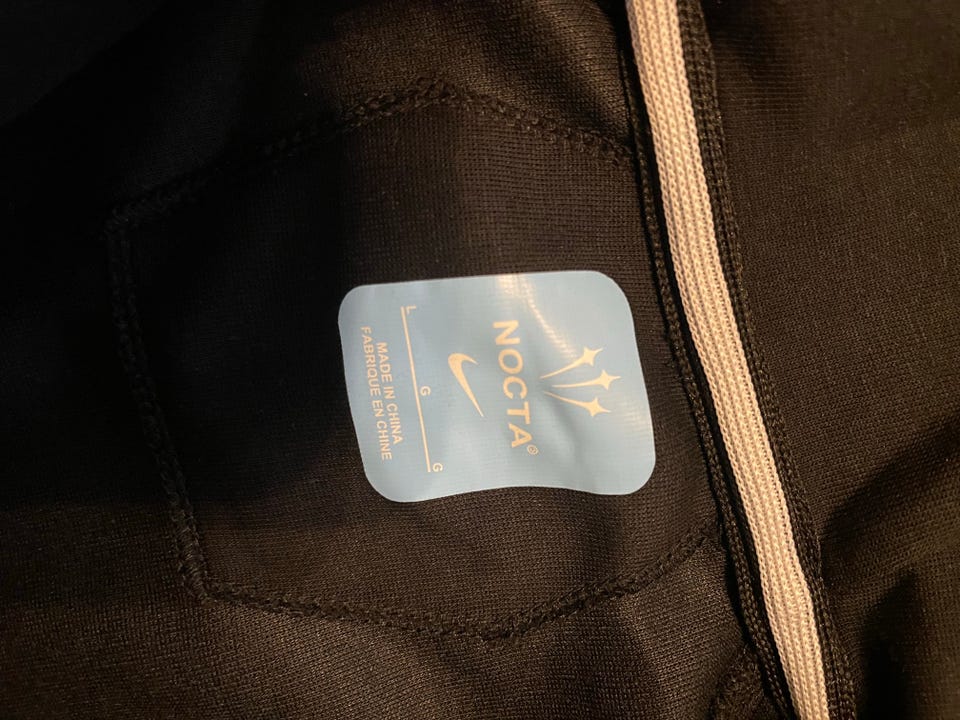 NOCTA®
L G G
MADE IN CHINA
FABRIQUE EN CHINE